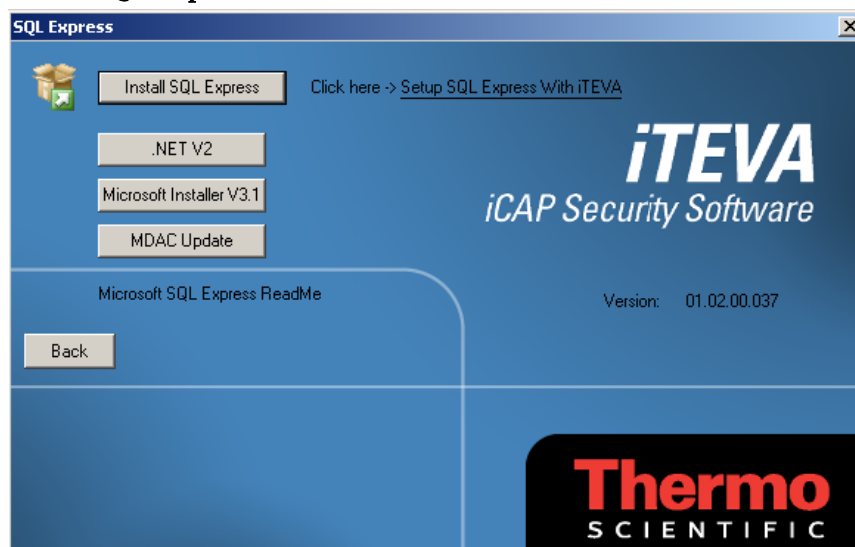 SQL Express
Install SQL Express
Click here -> Setup SQL Express With iTEVA
.NET V2
Microsoft Installer V3.1
MDAC Update
iTEVA
iCAP Security Software
Microsoft SQL Express ReadMe
Version: 01.02.00.037
Back
Thermo
SCIENTIFIC